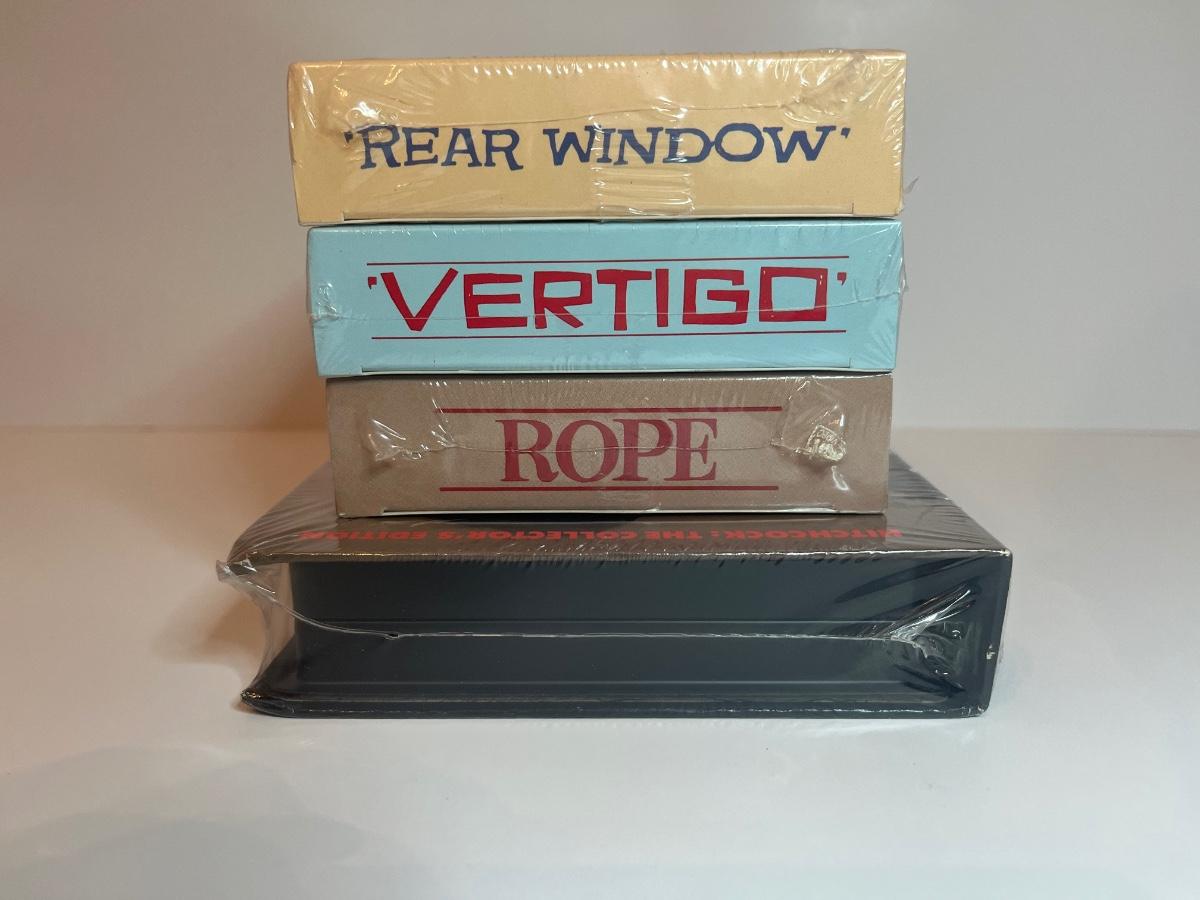 'REAR WINDOW'
'VERTIGO'
ROPE
HITCHCOCK: THE COLLECTOR'S EDITION